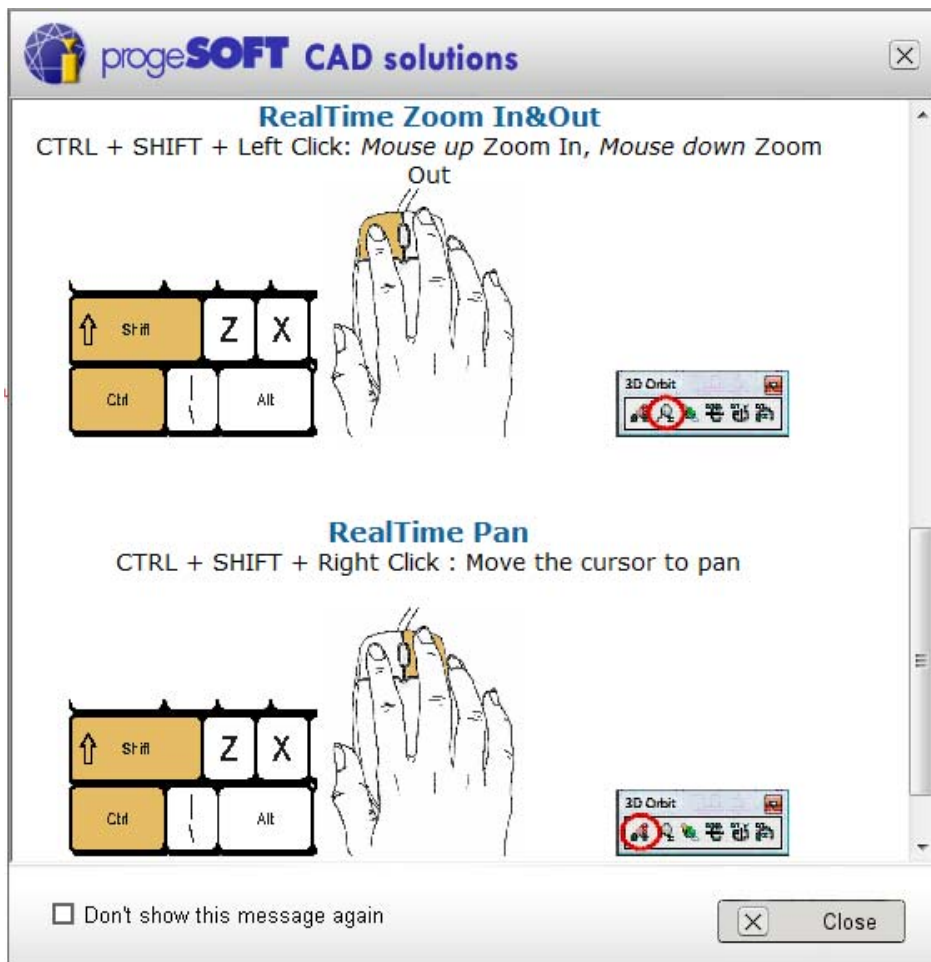 progeSOFT CAD solutions
RealTime Zoom In&Out
CTRL + SHIFT + Left Click: Mouse up Zoom In, Mouse down Zoom
Out
Shift Z X
Ctrl \ Alt
3D Orbit
RealTime Pan
CTRL + SHIFT + Right Click : Move the cursor to pan
Shift Z X
Ctrl \ Alt
3D Orbit
Don't show this message again
Close